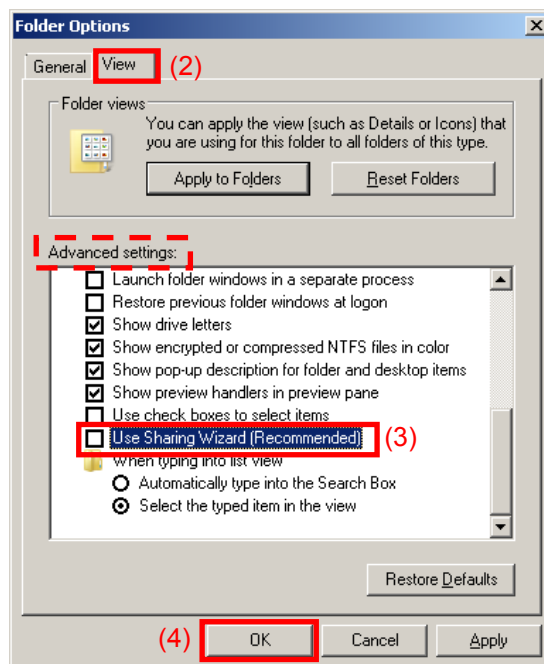 Folder Options
General
View
(2)
Folder views
You can apply the view (such as Details or Icons) that
you are using for this folder to all folders of this type.
Apply to Folders
Reset Folders
Advanced settings:
Launch folder windows in a separate process
Restore previous folder windows at logon
Show drive letters
Show encrypted or compressed NTFS files in color
Show pop-up description for folder and desktop items
Show preview handlers in preview pane
Use check boxes to select items
Use Sharing Wizard (Recommended)
(3)
When typing into list view
Automatically type into the Search Box
Select the typed item in the view
Restore Defaults
(4)
OK
Cancel
Apply